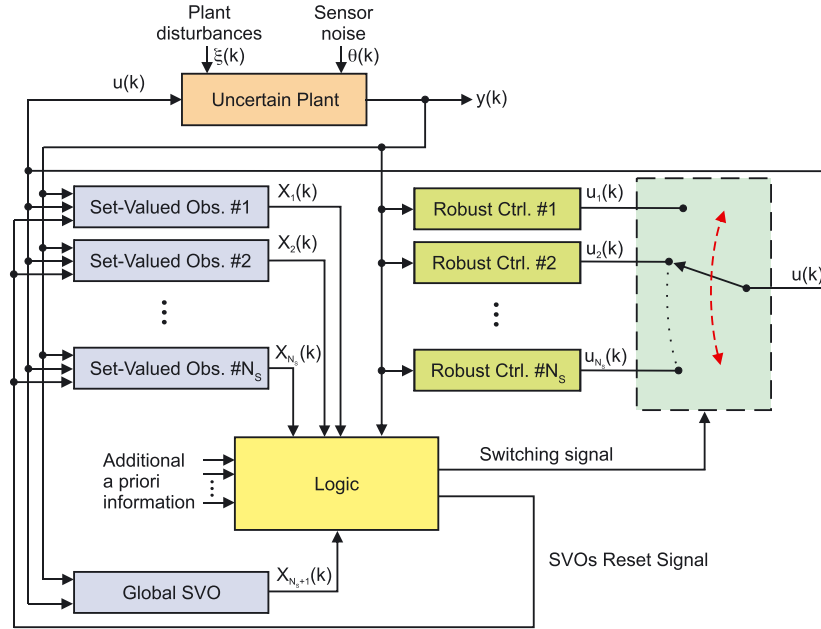 Plant
disturbances
ξ(k)
Sensor
noise
θ(k)
u(k)
Uncertain Plant
y(k)
Set-Valued Obs. #1
X₁(k)
Robust Ctrl. #1
u₁(k)
Set-Valued Obs. #2
X₂(k)
Robust Ctrl. #2
u₂(k)
u(k)
Set-Valued Obs. #N_S
X_{N_s}(k)
Robust Ctrl. #N_S
u_{N_s}(k)
Additional
a priori
information
Logic
Switching signal
SVOs Reset Signal
Global SVO
X_{N_s+1}(k)